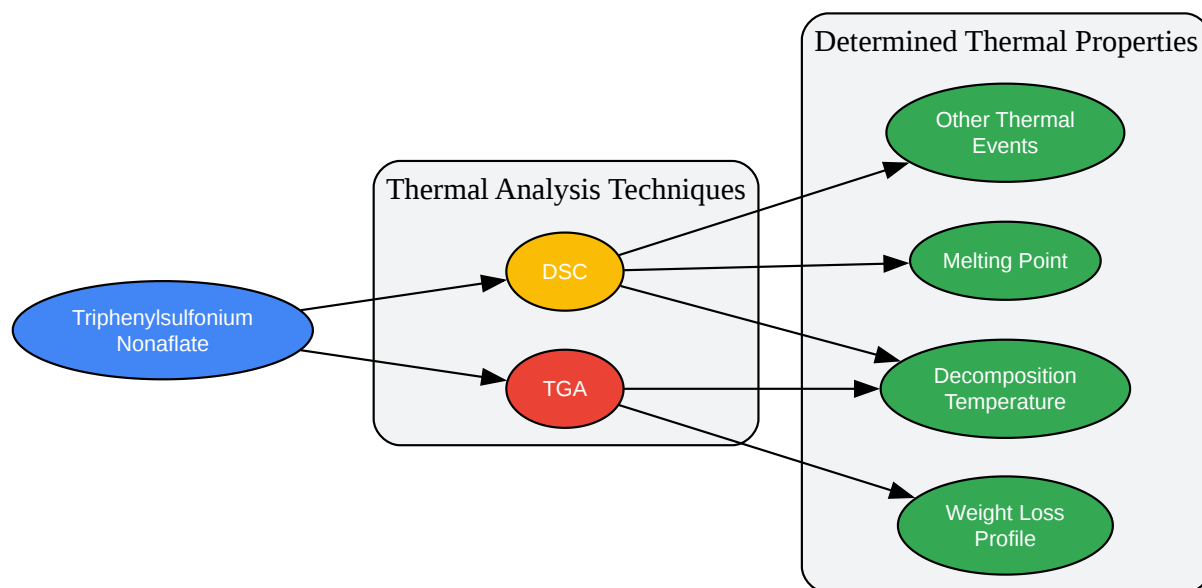 Determined Thermal Properties
Other Thermal
Events
Thermal Analysis Techniques
DSC
Melting Point
Triphenylsulfonium
Nonaflate
TGA
Decomposition
Temperature
Weight Loss
Profile